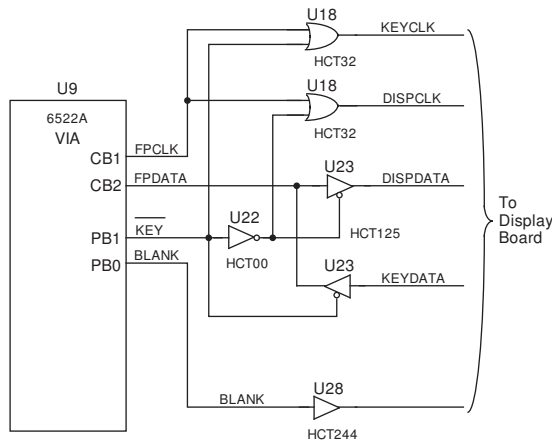 U18
KEYCLK
HCT32
U18
DISPCLK
HCT32
U9
6522A
VIA
CB1
FPCLK
CB2
FPDATA
U23
DISPDATA
HCT125
PB1
KEY
U22
HCT00
PB0
BLANK
U23
KEYDATA
To
Display
Board
BLANK
U28
HCT244